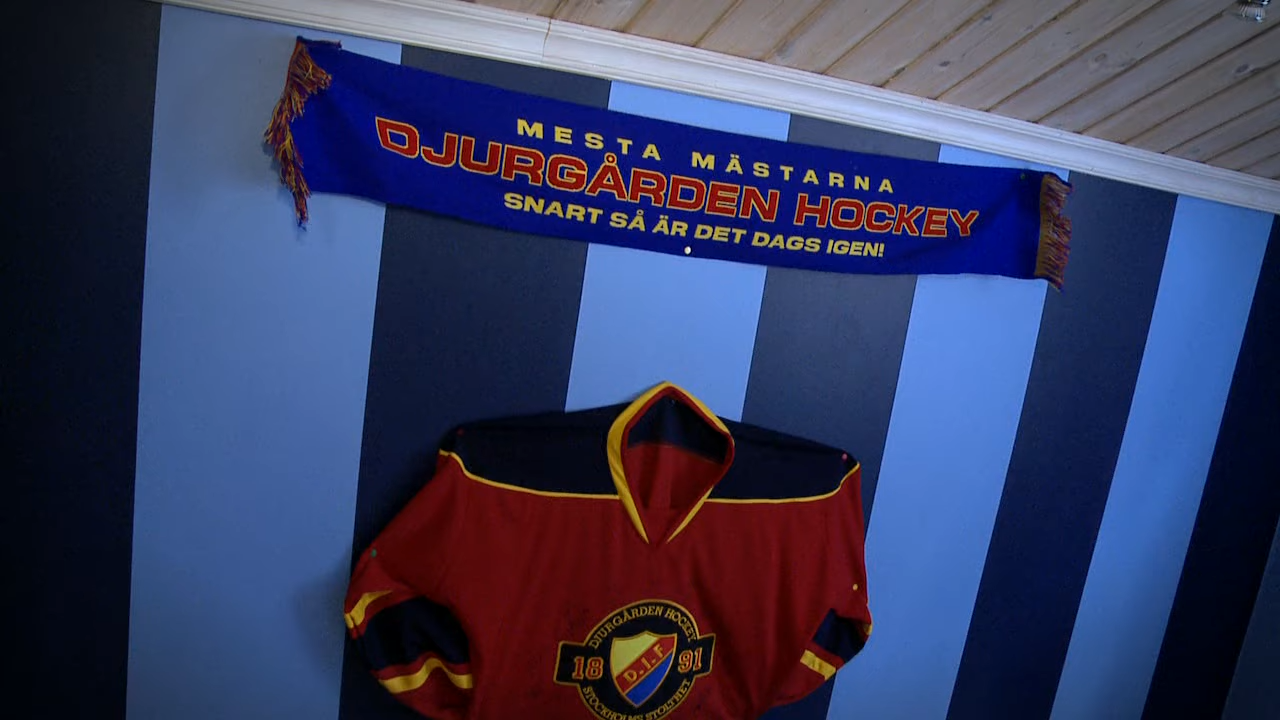 MESTA MÄSTARNA
DJURGÅRDEN HOCKEY
SNART SÅ ÄR DET DAGS IGEN!
DJURGÅRDEN HOCKEY
18 91
D.I.F
STOCKHOLMS STOLTHET